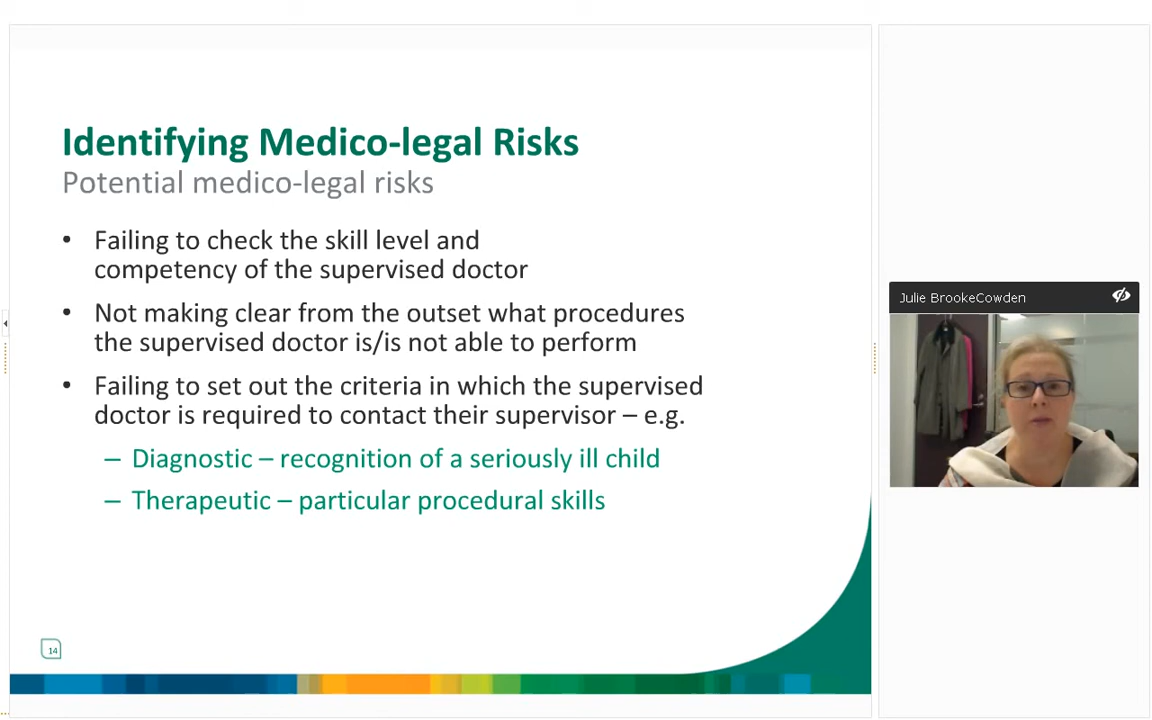 Identifying Medico-legal Risks
Potential medico-legal risks
• Failing to check the skill level and
competency of the supervised doctor
• Not making clear from the outset what procedures
the supervised doctor is/is not able to perform
• Failing to set out the criteria in which the supervised
doctor is required to contact their supervisor – e.g.
– Diagnostic – recognition of a seriously ill child
– Therapeutic – particular procedural skills
14
Julie BrookeCowden